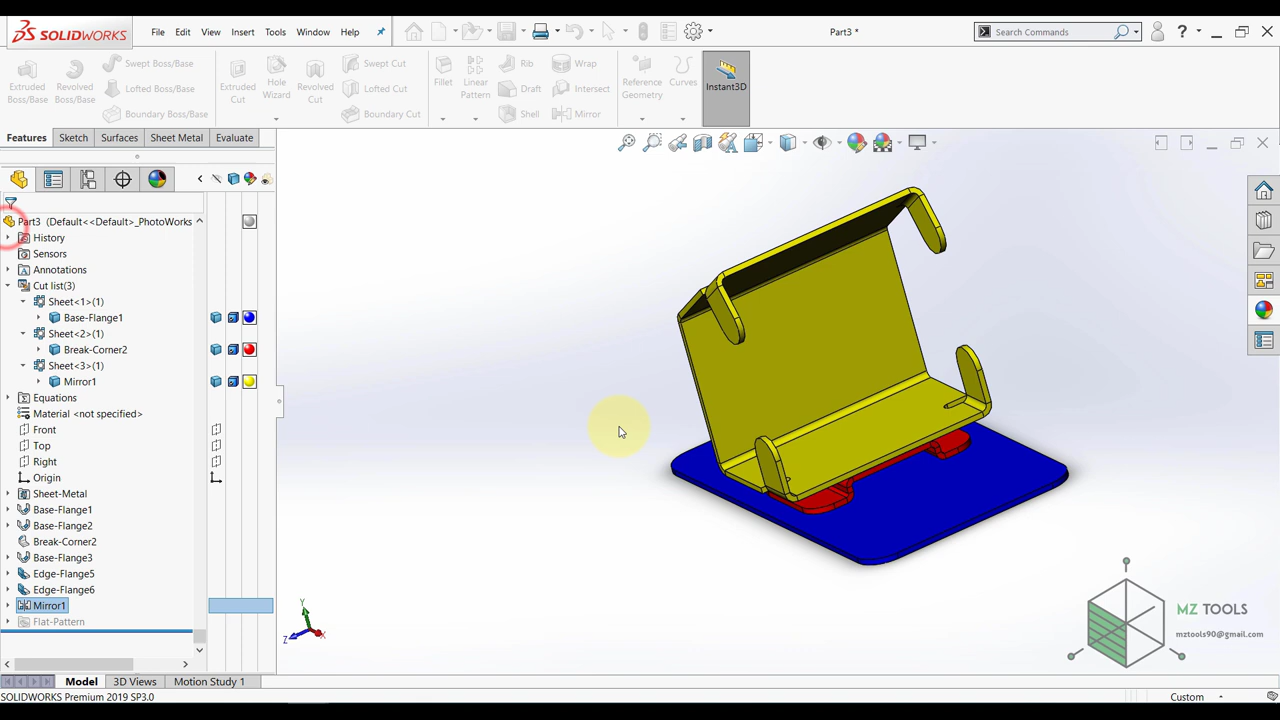 SOLIDWORKS
File Edit View Insert Tools Window Help
Part3 *
Search Commands
Extruded Boss/Base
Revolved Boss/Base
Swept Boss/Base
Lofted Boss/Base
Boundary Boss/Base
Extruded Cut
Hole Wizard
Revolved Cut
Swept Cut
Lofted Cut
Boundary Cut
Fillet
Linear Pattern
Rib
Draft
Shell
Wrap
Intersect
Mirror
Reference Geometry
Curves
Instant3D
Features Sketch Surfaces Sheet Metal Evaluate
Part3 (Default<<Default>_PhotoWorks
History
Sensors
Annotations
Cut list(3)
Sheet<1>(1)
Base-Flange1
Sheet<2>(1)
Break-Corner2
Sheet<3>(1)
Mirror1
Equations
Material <not specified>
Front
Top
Right
Origin
Sheet-Metal
Base-Flange1
Base-Flange2
Break-Corner2
Base-Flange3
Edge-Flange5
Edge-Flange6
Mirror1
Flat-Pattern
Y
Z
X
MZ TOOLS
mztools90@gmail.com
Model 3D Views Motion Study 1
SOLIDWORKS Premium 2019 SP3.0
Custom